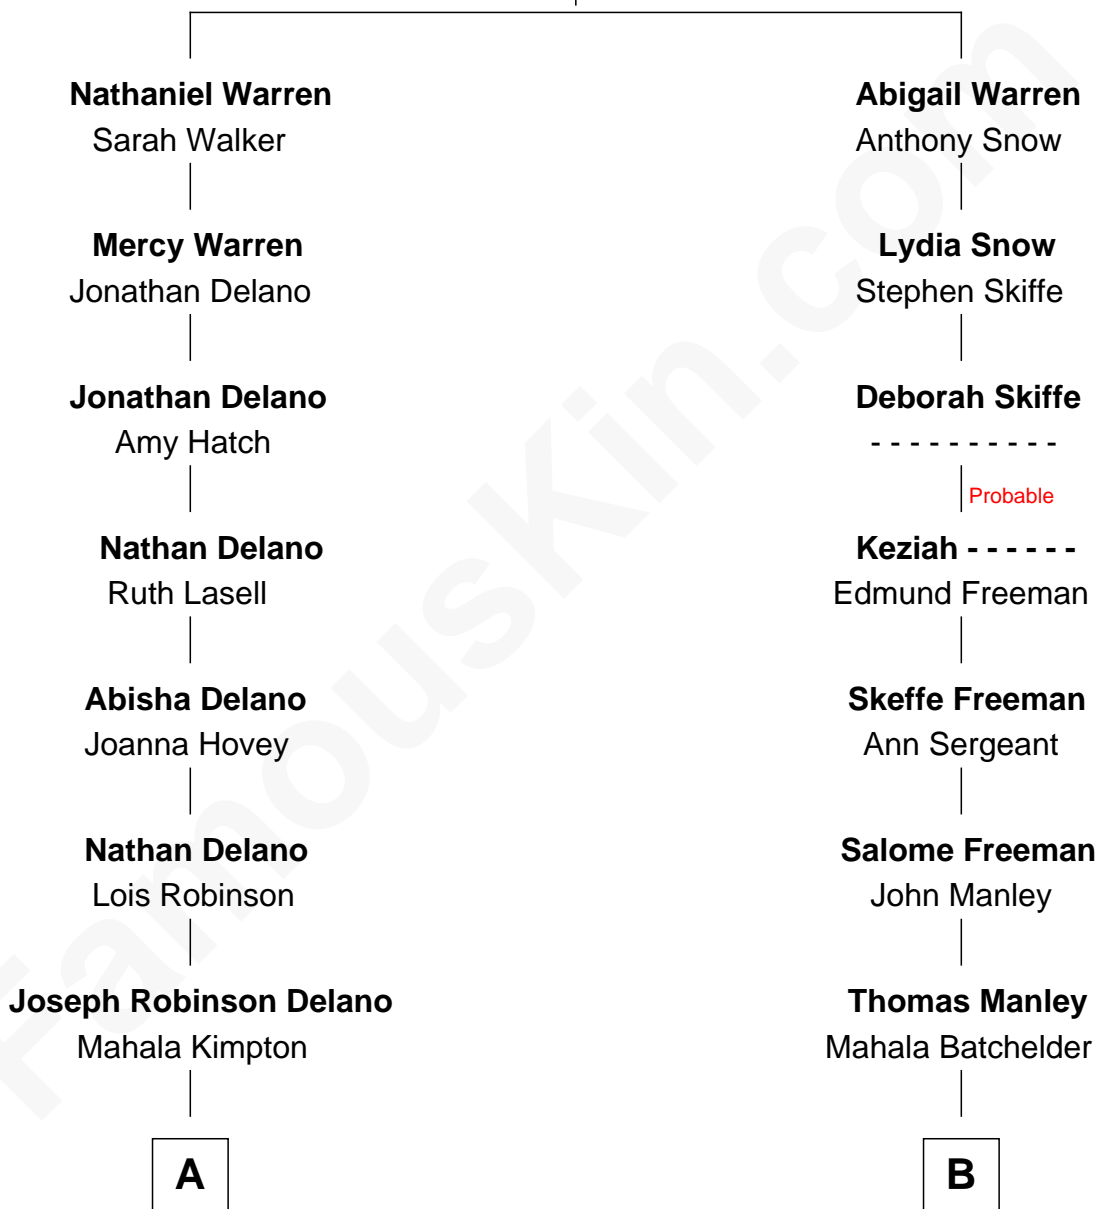 Nathaniel Warren
Sarah Walker
Mercy Warren
Jonathan Delano
Jonathan Delano
Amy Hatch
Nathan Delano
Ruth Lasell
Abisha Delano
Joanna Hovey
Nathan Delano
Lois Robinson
Joseph Robinson Delano
Mahala Kimpton
A
Abigail Warren
Anthony Snow
Lydia Snow
Stephen Skiffe
Deborah Skiffe
- - - - - - - - - -
Probable
Keziah - - - - - -
Edmund Freeman
Skeffe Freeman
Ann Sergeant
Salome Freeman
John Manley
Thomas Manley
Mahala Batchelder
B
FamousKin.com